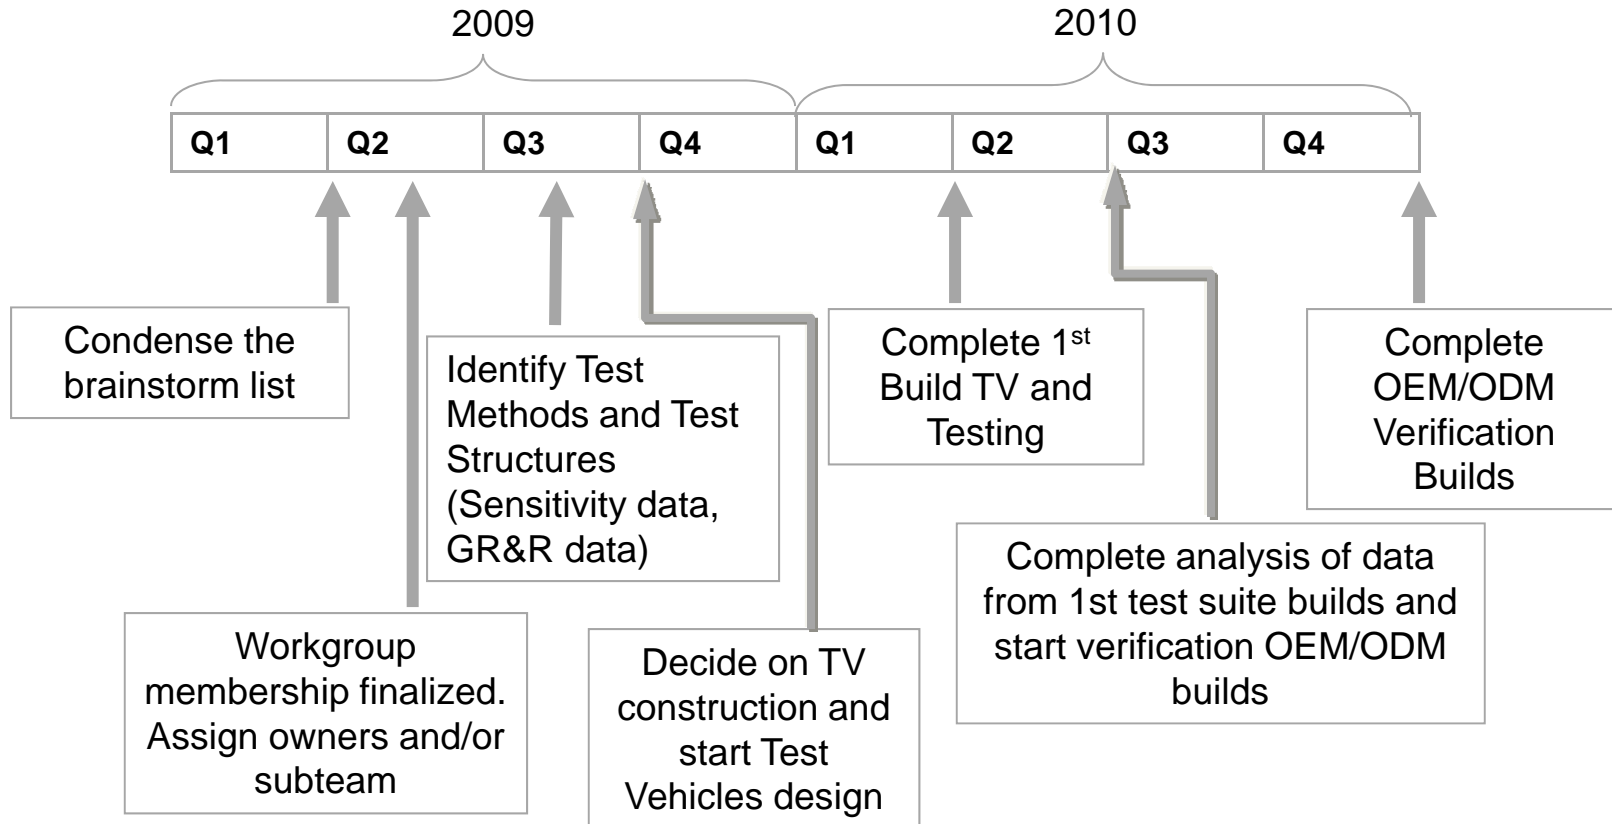 2009
2010
Q1 Q2 Q3 Q4 Q1 Q2 Q3 Q4
Condense the
brainstorm list
Workgroup
membership finalized.
Assign owners and/or
subteam
Identify Test
Methods and Test
Structures
(Sensitivity data,
GR&R data)
Decide on TV
construction and
start Test
Vehicles design
Complete 1st
Build TV and
Testing
Complete analysis of data
from 1st test suite builds and
start verification OEM/ODM
builds
Complete
OEM/ODM
Verification
Builds